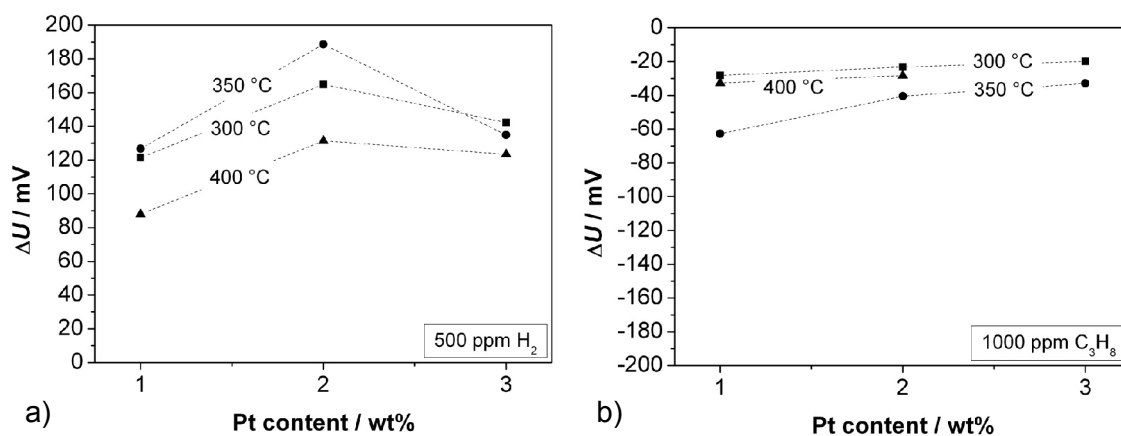 200
180
160
140
120
100
80
60
40
20
0
ΔU / mV
350 °C
300 °C
400 °C
500 ppm H₂
1 2 3
Pt content / wt%
a)
0
-20
-40
-60
-80
-100
-120
-140
-160
-180
-200
ΔU / mV
300 °C
400 °C
350 °C
1000 ppm C₃H₈
1 2 3
Pt content / wt%
b)